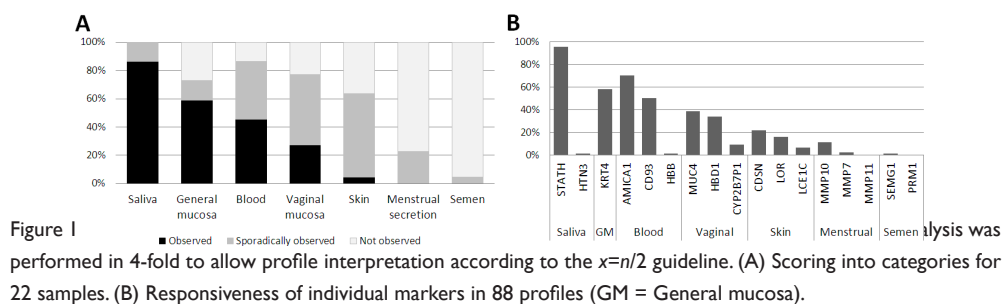 A
100%
80%
60%
40%
20%
0%
Saliva
General mucosa
Blood
Vaginal mucosa
Skin
Menstrual secretion
Semen
Observed
Sporadically observed
Not observed
B
100%
80%
60%
40%
20%
0%
STATH
HTN3
KRT4
AMICA1
CD93
HBB
MUC4
HBD1
CYP2B7P1
CDSN
LOR
LCE1C
MMP10
MMP7
MMP11
SEMG1
PRM1
Saliva
GM
Blood
Vaginal
Skin
Menstrual
Semen
Figure 1 lysis was
performed in 4-fold to allow profile interpretation according to the x=n/2 guideline. (A) Scoring into categories for
22 samples. (B) Responsiveness of individual markers in 88 profiles (GM = General mucosa).